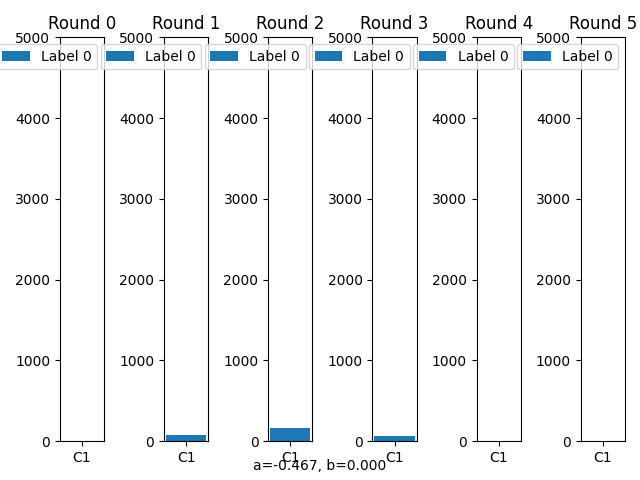 Round 0 Round 1 Round 2 Round 3 Round 4 Round 5
5000 5000 5000 5000 5000 5000
Label 0 Label 0 Label 0 Label 0 Label 0 Label 0
4000 4000 4000 4000 4000 4000
3000 3000 3000 3000 3000 3000
2000 2000 2000 2000 2000 2000
1000 1000 1000 1000 1000 1000
0 0 0 0 0 0
C1 C1 C1 C1 C1 C1
a=-0.467, b=0.000